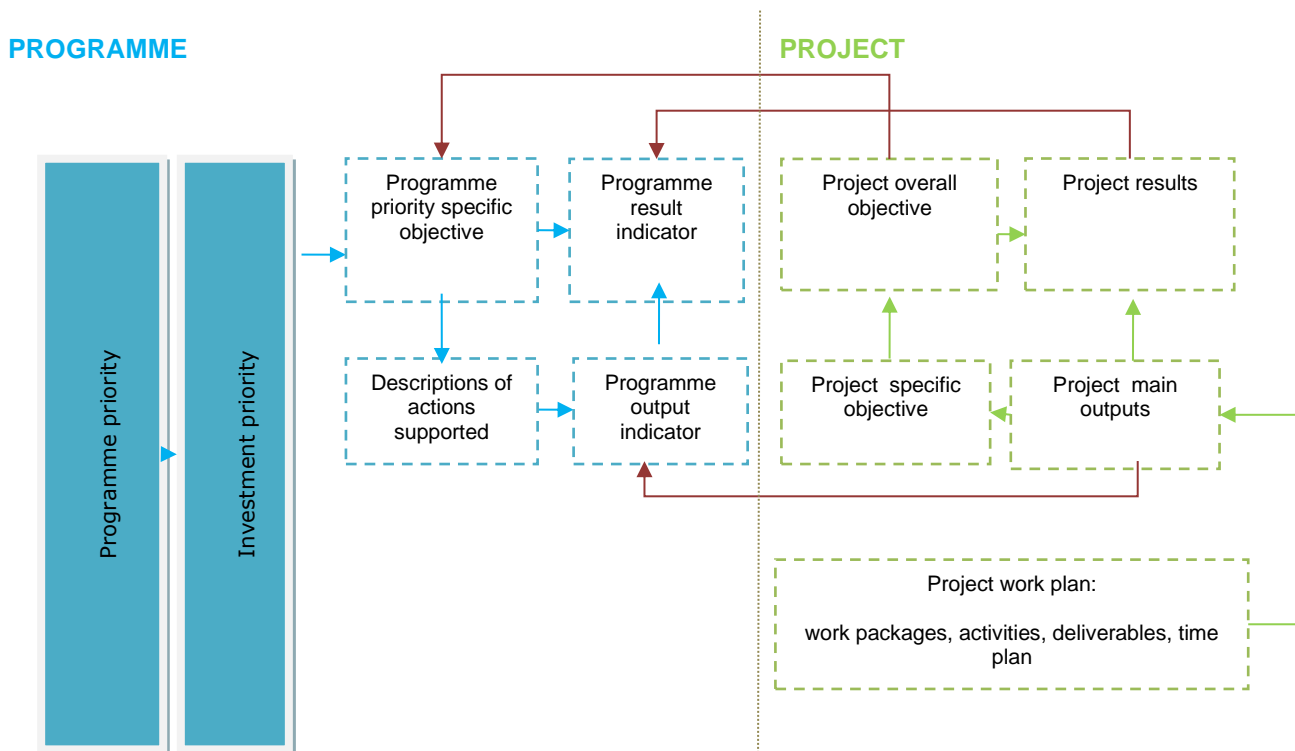 PROGRAMME
PROJECT
Programme priority
Investment priority
Programme
priority specific
objective
Programme
result
indicator
Project overall
objective
Project results
Descriptions of
actions
supported
Programme
output
indicator
Project specific
objective
Project main
outputs
Project work plan:
work packages, activities, deliverables, time
plan